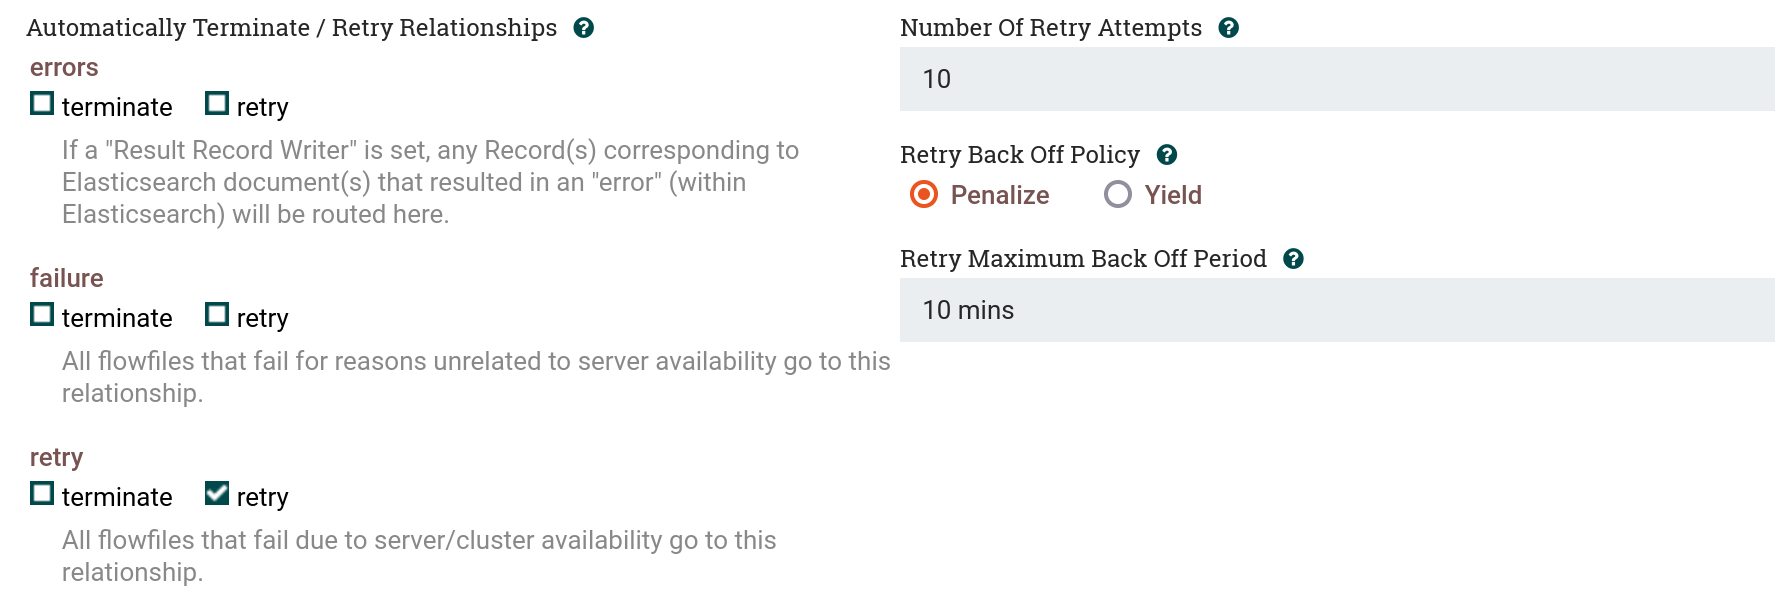 Automatically Terminate / Retry Relationships
errors
terminate retry
If a "Result Record Writer" is set, any Record(s) corresponding to
Elasticsearch document(s) that resulted in an "error" (within
Elasticsearch) will be routed here.
failure
terminate retry
All flowfiles that fail for reasons unrelated to server availability go to this
relationship.
retry
terminate retry
All flowfiles that fail due to server/cluster availability go to this
relationship.
Number Of Retry Attempts
10
Retry Back Off Policy
Penalize Yield
Retry Maximum Back Off Period
10 mins